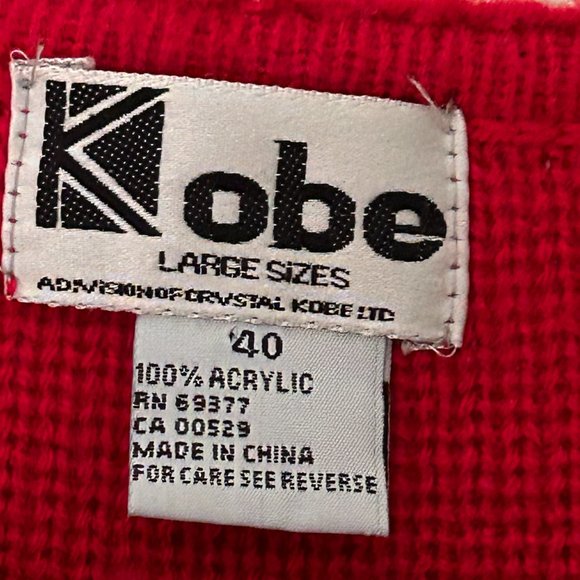 Kobe
LARGE SIZES
A DIVISION OF CRYSTAL KOBE LTD
40
100% ACRYLIC
RN 69377
CA 00529
MADE IN CHINA
FOR CARE SEE REVERSE